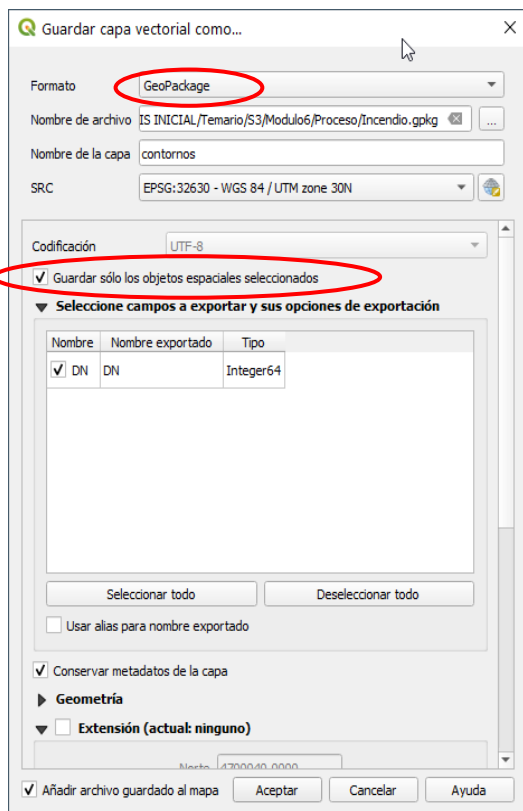 Guardar capa vectorial como...
Formato GeoPackage
Nombre de archivo IS INICIAL/Temario/S3/Modulo6/Proceso/Incendio.gpkg ...
Nombre de la capa contornos
SRC EPSG:32630 - WGS 84 / UTM zone 30N
Codificación UTF-8
Guardar sólo los objetos espaciales seleccionados
Seleccione campos a exportar y sus opciones de exportación
Nombre Nombre exportado Tipo
DN DN Integer64
Seleccionar todo Deseleccionar todo
Usar alias para nombre exportado
Conservar metadatos de la capa
Geometría
Extensión (actual: ninguno)
Norte 4700040,0000
Añadir archivo guardado al mapa Aceptar Cancelar Ayuda